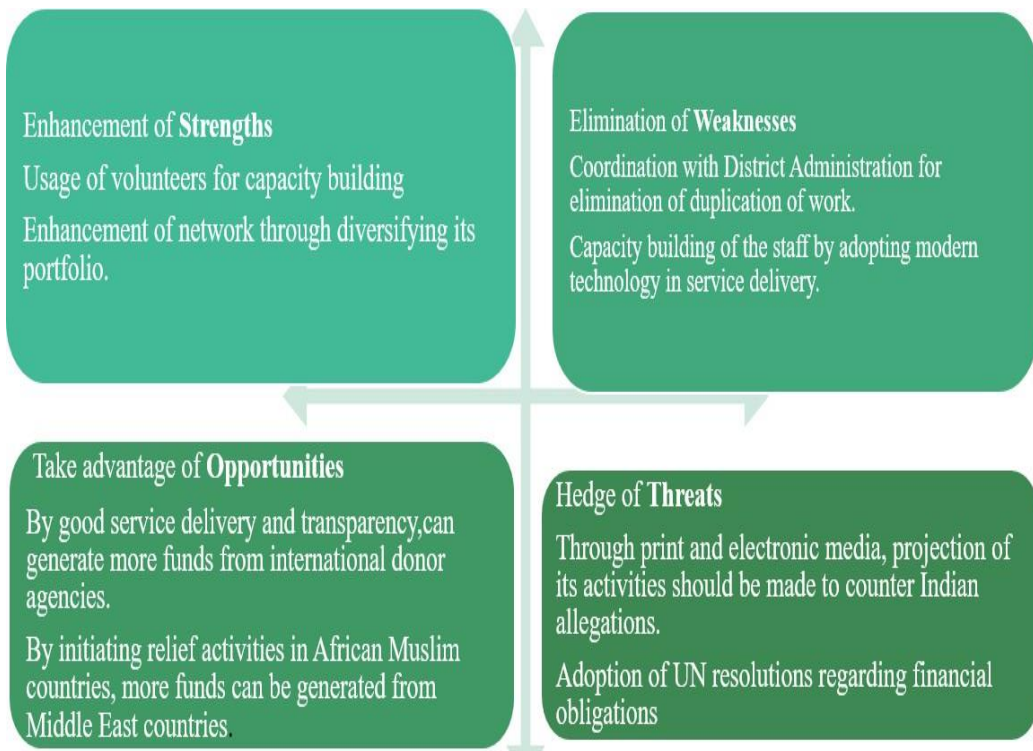 Enhancement of Strengths
Usage of volunteers for capacity building
Enhancement of network through diversifying its
portfolio.
Elimination of Weaknesses
Coordination with District Administration for
elimination of duplication of work.
Capacity building of the staff by adopting modern
technology in service delivery.
Take advantage of Opportunities
By good service delivery and transparency,can
generate more funds from international donor
agencies.
By initiating relief activities in African Muslim
countries, more funds can be generated from
Middle East countries.
Hedge of Threats
Through print and electronic media, projection of
its activities should be made to counter Indian
allegations.
Adoption of UN resolutions regarding financial
obligations